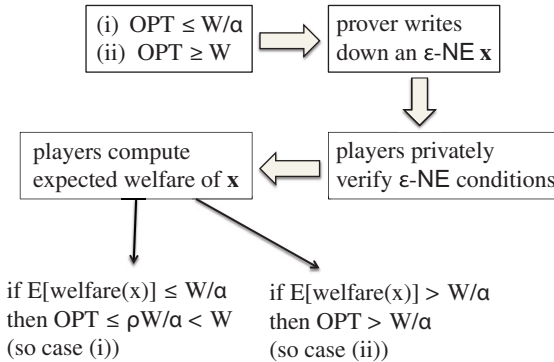 (i) OPT ≤ W/α
(ii) OPT ≥ W
prover writes
down an ε-NE x
players privately
verify ε-NE conditions
players compute
expected welfare of x
if E[welfare(x)] ≤ W/α
then OPT ≤ ρW/α < W
(so case (i))
if E[welfare(x)] > W/α
then OPT > W/α
(so case (ii))